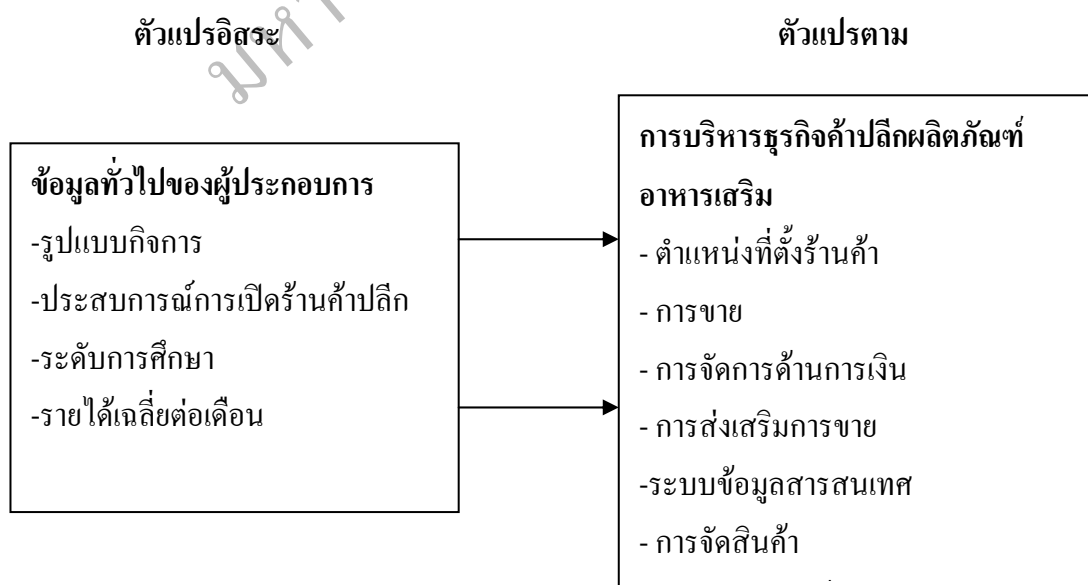 ตัวแปรอิสระ
ตัวแปรตาม
ข้อมูลทั่วไปของผู้ประกอบการ
-รูปแบบกิจการ
-ประสบการณ์การเปิดร้านค้าปลีก
-ระดับการศึกษา
-รายได้เฉลี่ยต่อเดือน
การบริหารธุรกิจค้าปลีกผลิตภัณฑ์
อาหารเสริม
- ตำแหน่งที่ตั้งร้านค้า
- การขาย
- การจัดการด้านการเงิน
- การส่งเสริมการขาย
-ระบบข้อมูลสารสนเทศ
- การจัดสินค้า